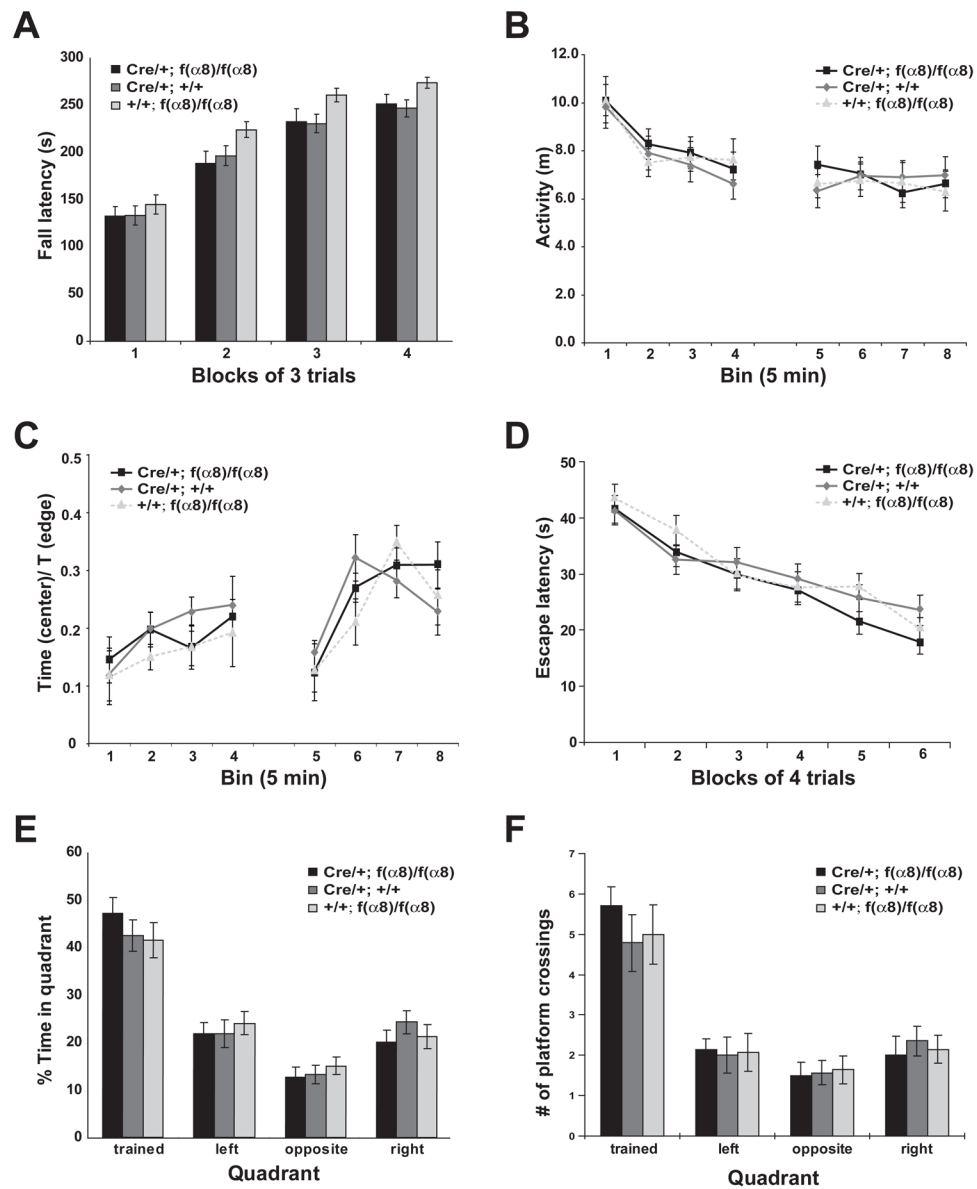 A
Fall latency (s)
300
250
200
150
100
50
0
Cre/+; f(α8)/f(α8)
Cre/+; +/+
+/+; f(α8)/f(α8)
1 2 3 4
Blocks of 3 trials
B
Activity (m)
12.0
10.0
8.0
6.0
4.0
2.0
0.0
Cre/+; f(α8)/f(α8)
Cre/+; +/+
+/+; f(α8)/f(α8)
1 2 3 4 5 6 7 8
Bin (5 min)
C
Time (center)/ T (edge)
0.5
0.4
0.3
0.2
0.1
0
Cre/+; f(α8)/f(α8)
Cre/+; +/+
+/+; f(α8)/f(α8)
1 2 3 4 5 6 7 8
Bin (5 min)
D
Escape latency (s)
50
40
30
20
10
0
Cre/+; f(α8)/f(α8)
Cre/+; +/+
+/+; f(α8)/f(α8)
1 2 3 4 5 6
Blocks of 4 trials
E
% Time in quadrant
60
50
40
30
20
10
0
Cre/+; f(α8)/f(α8)
Cre/+; +/+
+/+; f(α8)/f(α8)
trained left opposite right
Quadrant
F
# of platform crossings
7
6
5
4
3
2
1
0
Cre/+; f(α8)/f(α8)
Cre/+; +/+
+/+; f(α8)/f(α8)
trained left opposite right
Quadrant